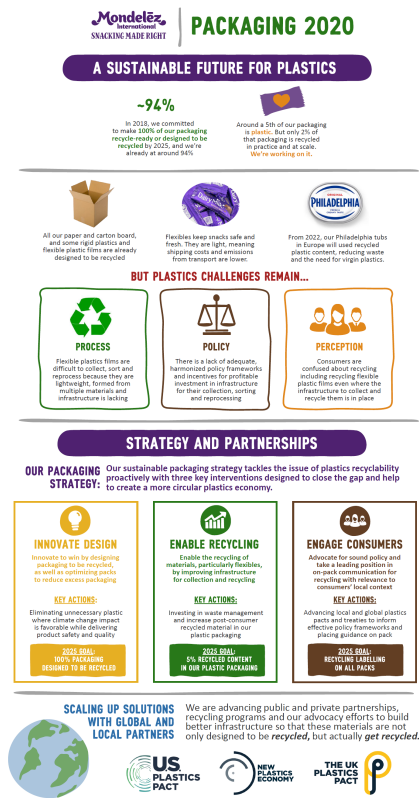 Mondelēz
International
SNACKING MADE RIGHT
PACKAGING 2020
A SUSTAINABLE FUTURE FOR PLASTICS
~94%
In 2018, we committed
to make 100% of our packaging
recycle-ready or designed to be
recycled by 2025, and we're
already at around 94%
Around a 5th of our packaging
is plastic. But only 2% of
that packaging is recycled
in practice and at scale.
We're working on it.
All our paper and carton board,
and some rigid plastics and
flexible plastic films are already
designed to be recycled
Flexibles keep snacks safe and
fresh. They are light, meaning
shipping costs and emissions
from transport are lower.
PHILADELPHIA
From 2022, our Philadelphia tubs
in Europe will used recycled
plastic content, reducing waste
and the need for virgin plastics.
BUT PLASTICS CHALLENGES REMAIN...
PROCESS
Flexible plastics films are
difficult to collect, sort and
reprocess because they are
lightweight, formed from
multiple materials and
infrastructure is lacking
POLICY
There is a lack of adequate,
harmonized policy frameworks
and incentives for profitable
investment in infrastructure
for their collection, sorting
and reprocessing
PERCEPTION
Consumers are
confused about recycling
including recycling flexible
plastic films even where the
infrastructure to collect and
recycle them is in place
STRATEGY AND PARTNERSHIPS
OUR PACKAGING
STRATEGY:
Our sustainable packaging strategy tackles the issue of plastics recyclability
proactively with three key interventions designed to close the gap and help
to create a more circular plastics economy.
INNOVATE DESIGN
Innovate to win by designing
packaging to be recycled,
as well as optimizing packs
to reduce excess packaging
KEY ACTIONS:
Eliminating unnecessary plastic
where climate change impact
is favorable while delivering
product safety and quality
2025 GOAL:
100% PACKAGING
DESIGNED TO BE RECYCLED
ENABLE RECYCLING
Enable the recycling of
materials, particularly flexibles,
by improving infrastructure
for collection and recycling
KEY ACTIONS:
Investing in waste management
and increase post-consumer
recycled material in our
plastic packaging
2025 GOAL:
5% RECYCLED CONTENT
IN OUR PLASTIC PACKAGING
ENGAGE CONSUMERS
Advocate for sound policy and
take a leading position in
on-pack communication for
recycling with relevance to
consumers' local context
KEY ACTIONS:
Advancing local and global plastics
pacts and treaties to inform
effective policy frameworks and
placing guidance on pack
2025 GOAL:
RECYCLING LABELLING
ON ALL PACKS
SCALING UP SOLUTIONS
WITH GLOBAL AND
LOCAL PARTNERS
We are advancing public and private partnerships,
recycling programs and our advocacy efforts to build
better infrastructure so that these materials are not
only designed to be recycled, but actually get recycled.
U.S.
PLASTICS
PACT
NEW
PLASTICS
ECONOMY
THE UK
PLASTICS
PACT